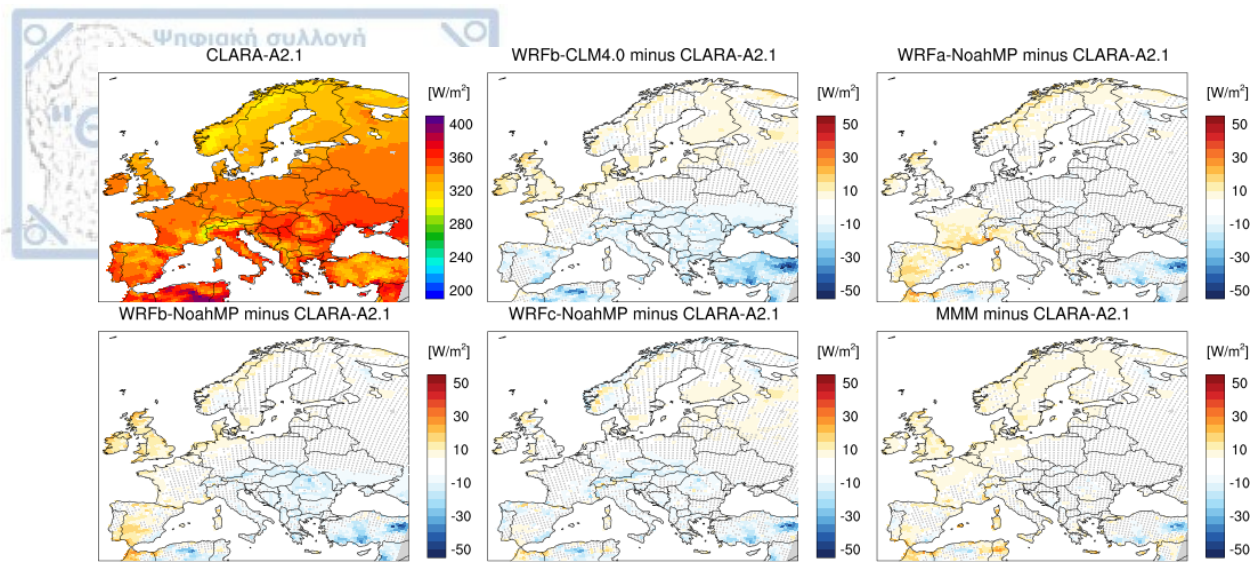 Ψηφιακή συλλογή
CLARA-A2.1
WRFb-CLM4.0 minus CLARA-A2.1
WRFa-NoahMP minus CLARA-A2.1
[W/m²]
400
360
320
280
240
200
[W/m²]
50
30
10
-10
-30
-50
[W/m²]
50
30
10
-10
-30
-50
WRFb-NoahMP minus CLARA-A2.1
WRFc-NoahMP minus CLARA-A2.1
MMM minus CLARA-A2.1
[W/m²]
50
30
10
-10
-30
-50
[W/m²]
50
30
10
-10
-30
-50
[W/m²]
50
30
10
-10
-30
-50